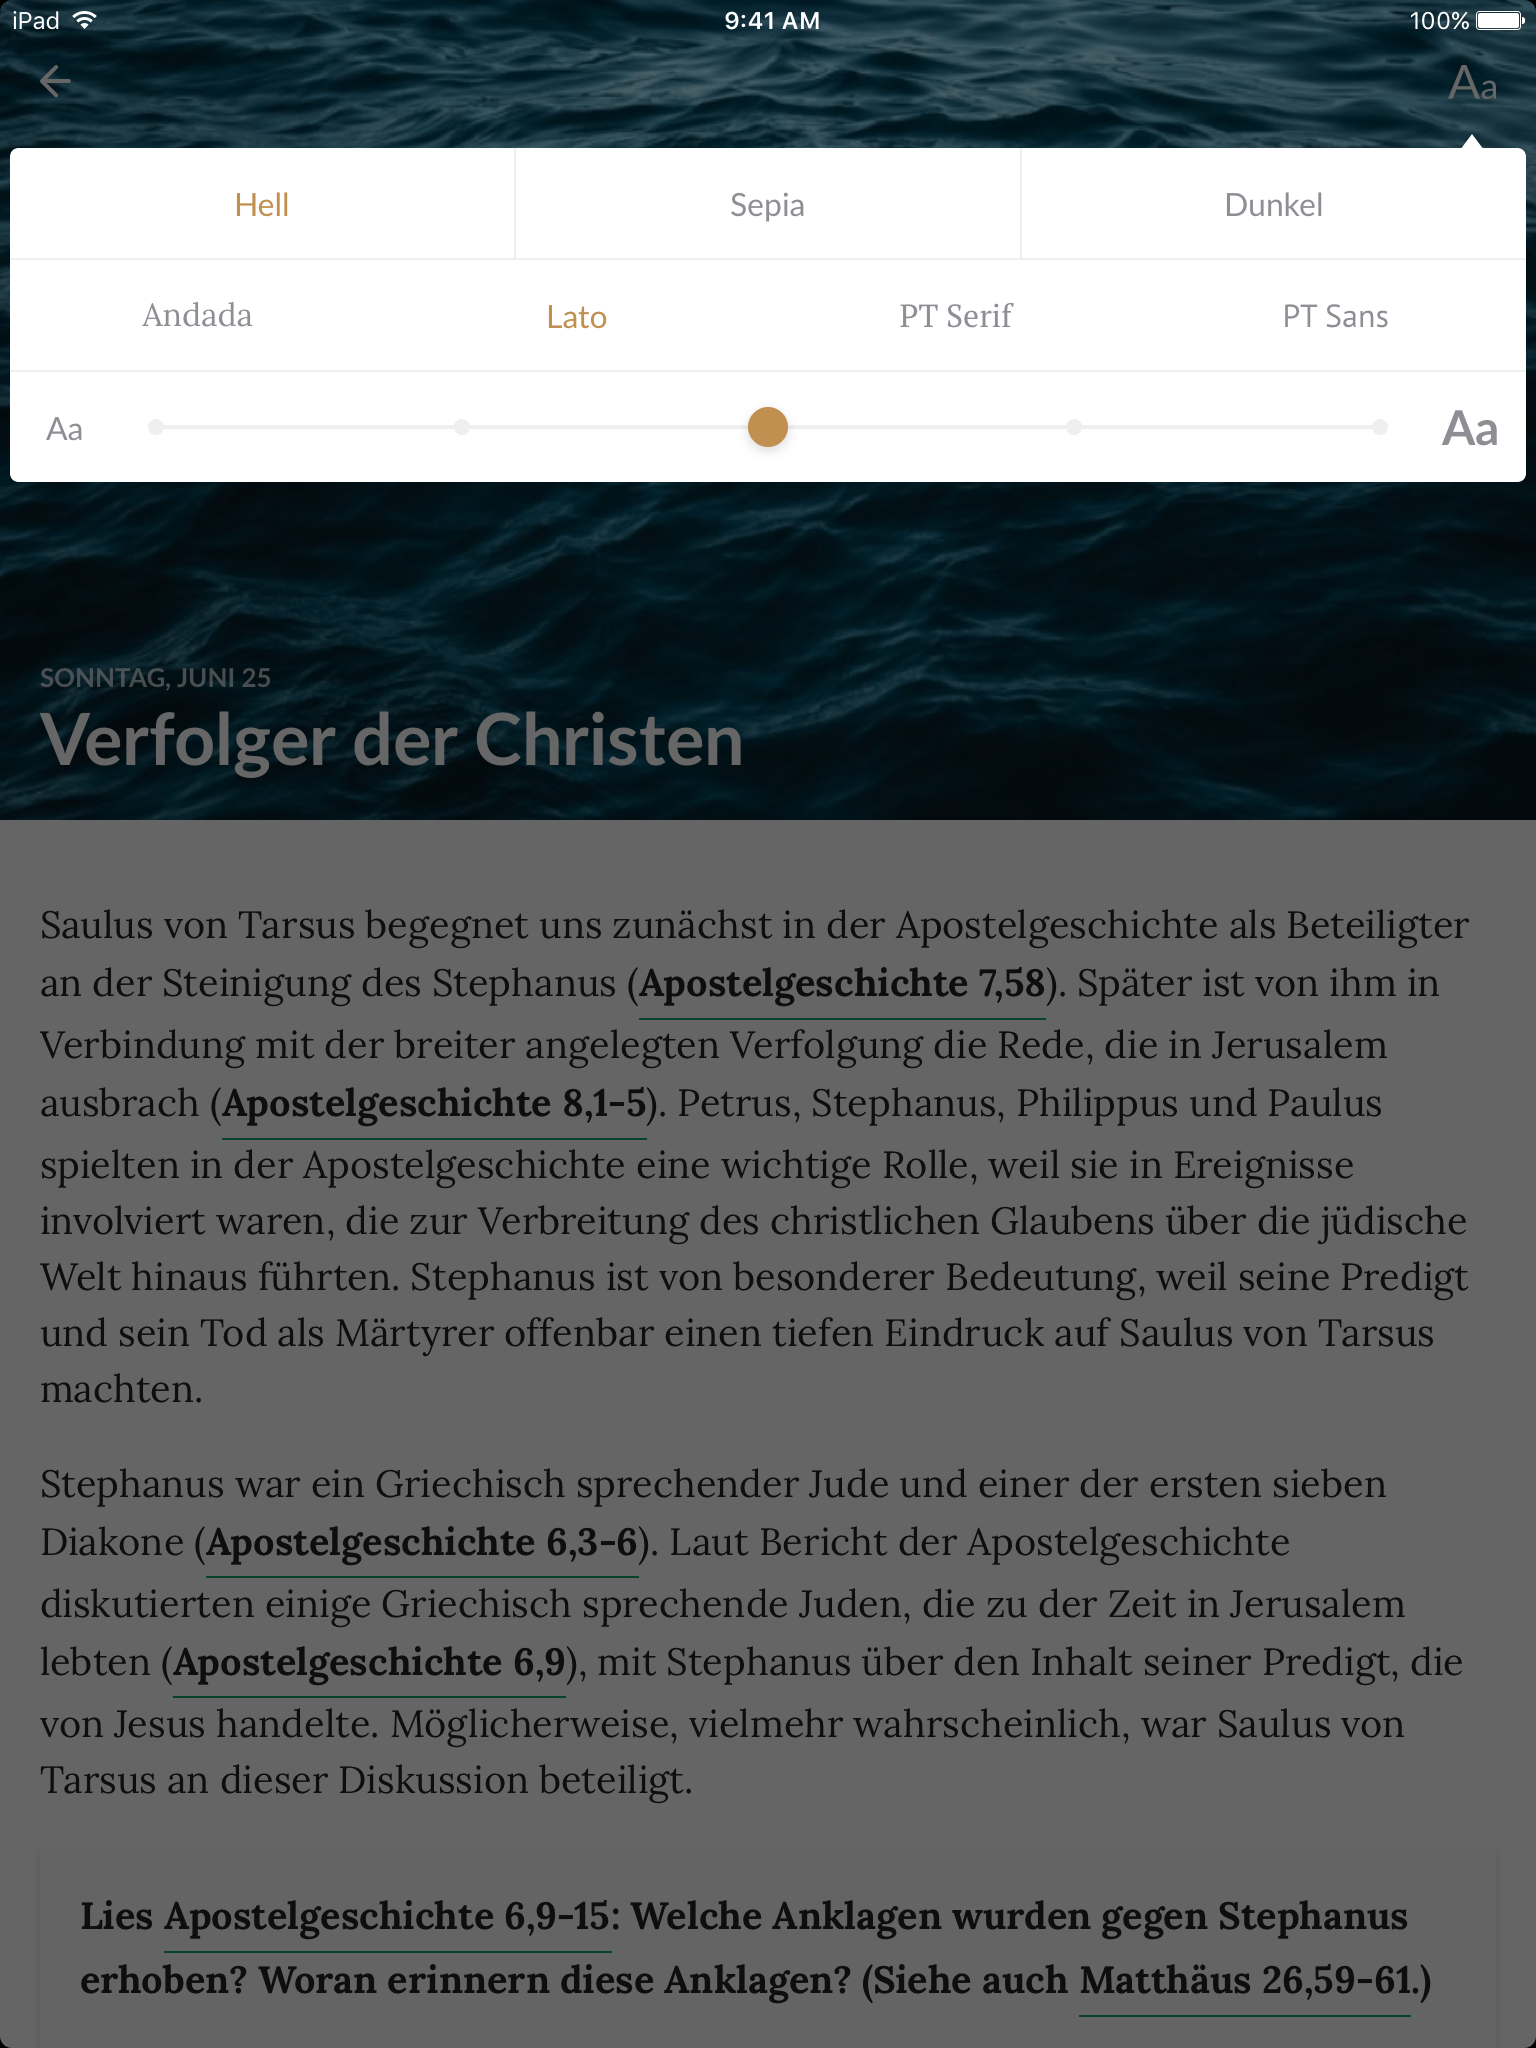 iPad 9:41 AM 100%
Aa
Hell Sepia Dunkel
Andada Lato PT Serif PT Sans
Aa Aa
SONNTAG, JUNI 25
Verfolger der Christen
Saulus von Tarsus begegnet uns zunächst in der Apostelgeschichte als Beteiligter
an der Steinigung des Stephanus (Apostelgeschichte 7,58). Später ist von ihm in
Verbindung mit der breiter angelegten Verfolgung die Rede, die in Jerusalem
ausbrach (Apostelgeschichte 8,1-5). Petrus, Stephanus, Philippus und Paulus
spielten in der Apostelgeschichte eine wichtige Rolle, weil sie in Ereignisse
involviert waren, die zur Verbreitung des christlichen Glaubens über die jüdische
Welt hinaus führten. Stephanus ist von besonderer Bedeutung, weil seine Predigt
und sein Tod als Märtyrer offenbar einen tiefen Eindruck auf Saulus von Tarsus
machten.
Stephanus war ein Griechisch sprechender Jude und einer der ersten sieben
Diakone (Apostelgeschichte 6,3-6). Laut Bericht der Apostelgeschichte
diskutierten einige Griechisch sprechende Juden, die zu der Zeit in Jerusalem
lebten (Apostelgeschichte 6,9), mit Stephanus über den Inhalt seiner Predigt, die
von Jesus handelte. Möglicherweise, vielmehr wahrscheinlich, war Saulus von
Tarsus an dieser Diskussion beteiligt.
Lies Apostelgeschichte 6,9-15: Welche Anklagen wurden gegen Stephanus
erhoben? Woran erinnern diese Anklagen? (Siehe auch Matthäus 26,59-61.)